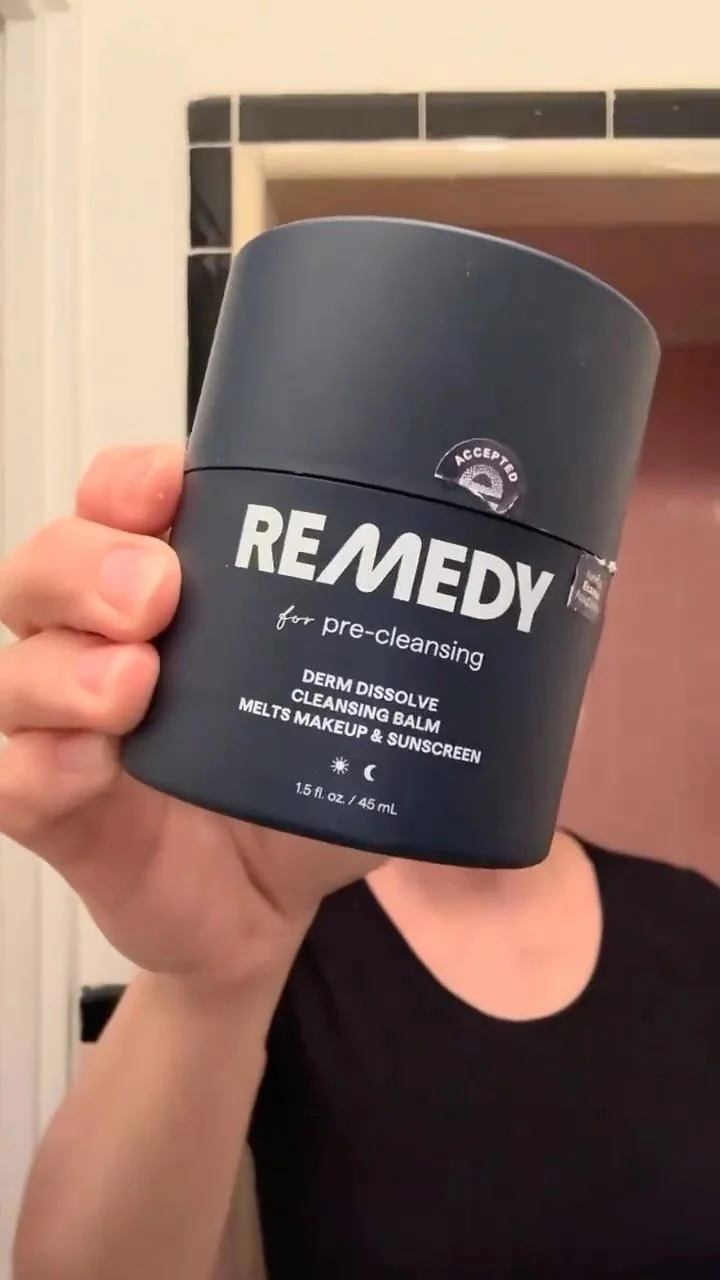 ACCEPTED
REMEDY
for pre-cleansing
DERM DISSOLVE
CLEANSING BALM
MELTS MAKEUP & SUNSCREEN
1.5 fl. oz. / 45 mL